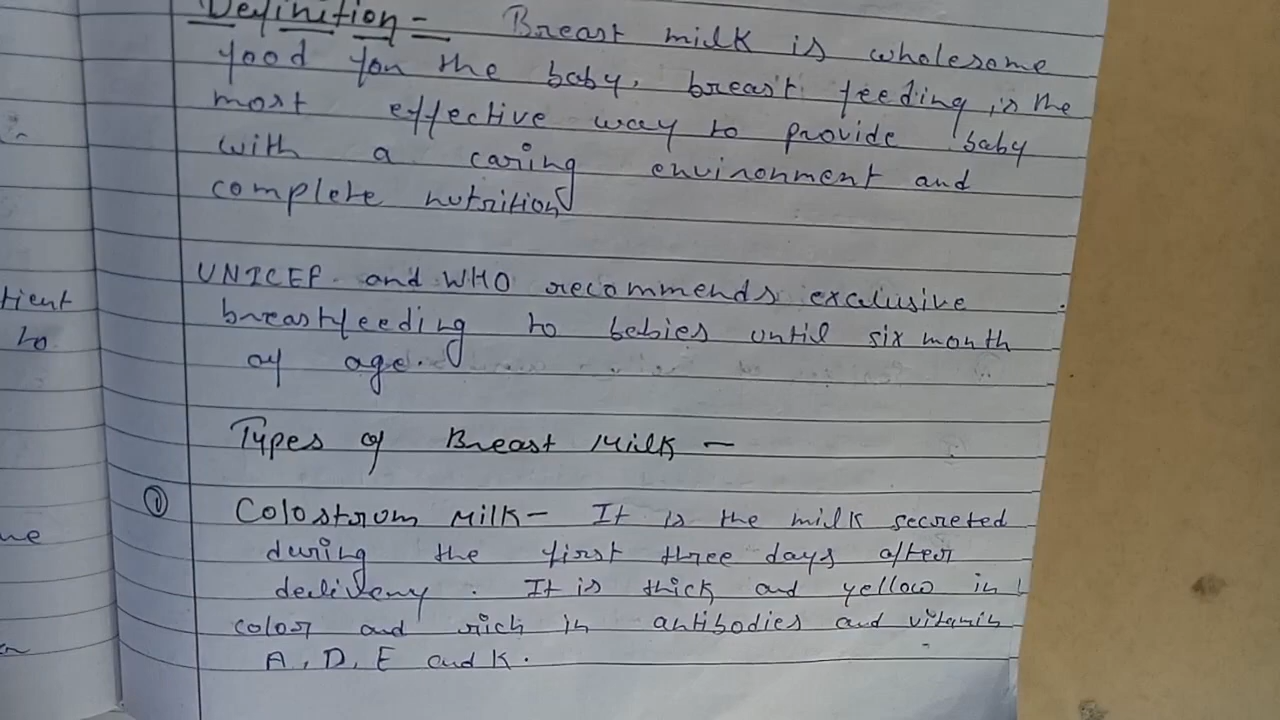 Definition - Breast milk is wholesome
food for the baby, breast feeding is the
most effective way to provide baby
with a caring environment and
complete nutrition
UNICEF and WHO recommends exclusive
breastfeeding to babies until six month
of age.
Types of Breast Milk -
① Colostrum Milk - It is the milk secreted
during the first three days after
delivery. It is thick and yellow in
color and rich in antibodies and vitamin
A, D, E and K.
tient
to